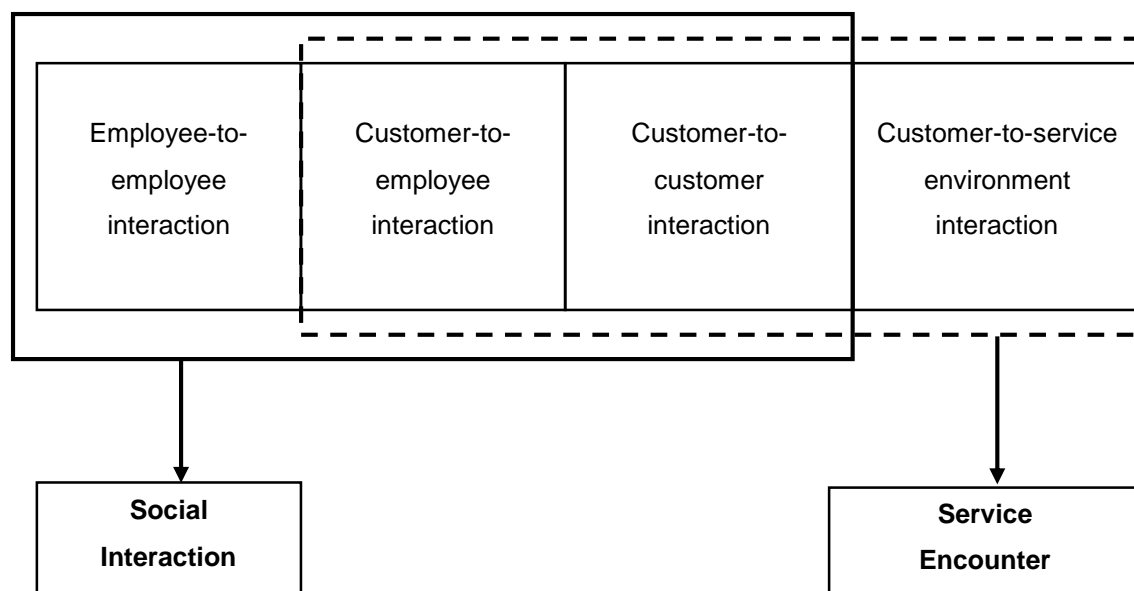 Employee-to-
employee
interaction
Customer-to-
employee
interaction
Customer-to-
customer
interaction
Customer-to-service
environment
interaction
Social
Interaction
Service
Encounter